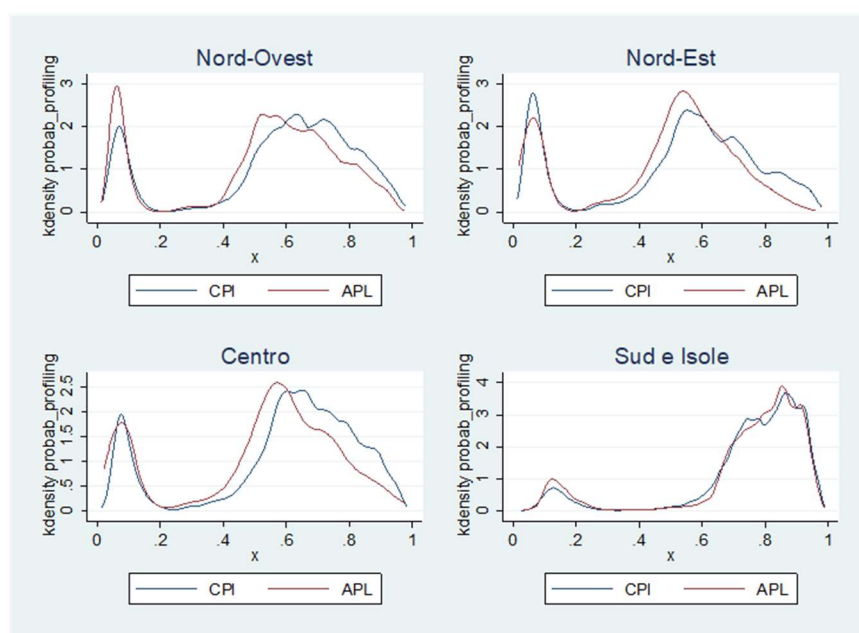 Nord-Ovest
kdensity probab_profiling
3
2
1
0
0 .2 .4 .6 .8 1
x
CPI APL
Nord-Est
kdensity probab_profiling
3
2
1
0
0 .2 .4 .6 .8 1
x
CPI APL
Centro
kdensity probab_profiling
2.5
2
1.5
1
.5
0
0 .2 .4 .6 .8 1
x
CPI APL
Sud e Isole
kdensity probab_profiling
4
3
2
1
0
0 .2 .4 .6 .8 1
x
CPI APL